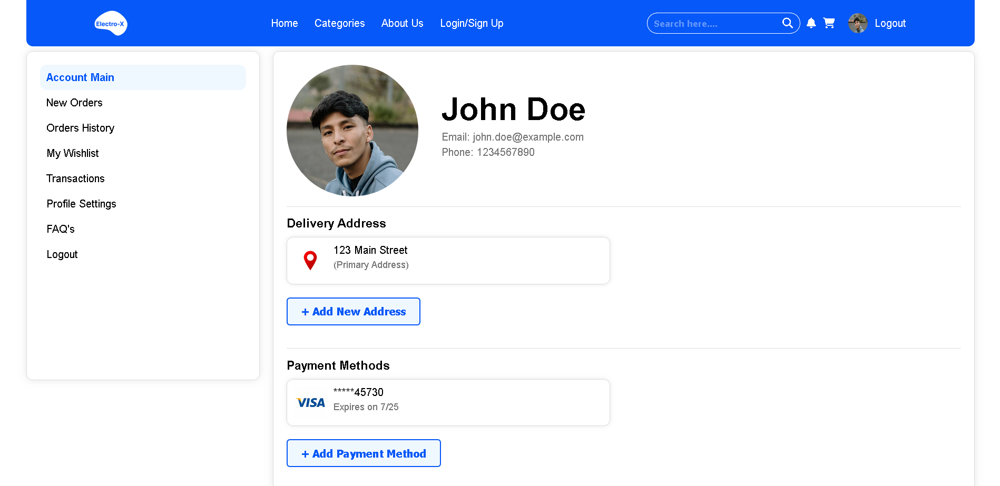 Electro-X
Home
Categories
About Us
Login/Sign Up
Search here....
Logout
Account Main
New Orders
Orders History
My Wishlist
Transactions
Profile Settings
FAQ's
Logout
John Doe
Email: john.doe@example.com
Phone: 1234567890
Delivery Address
123 Main Street
(Primary Address)
+ Add New Address
Payment Methods
VISA
*****45730
Expires on 7/25
+ Add Payment Method